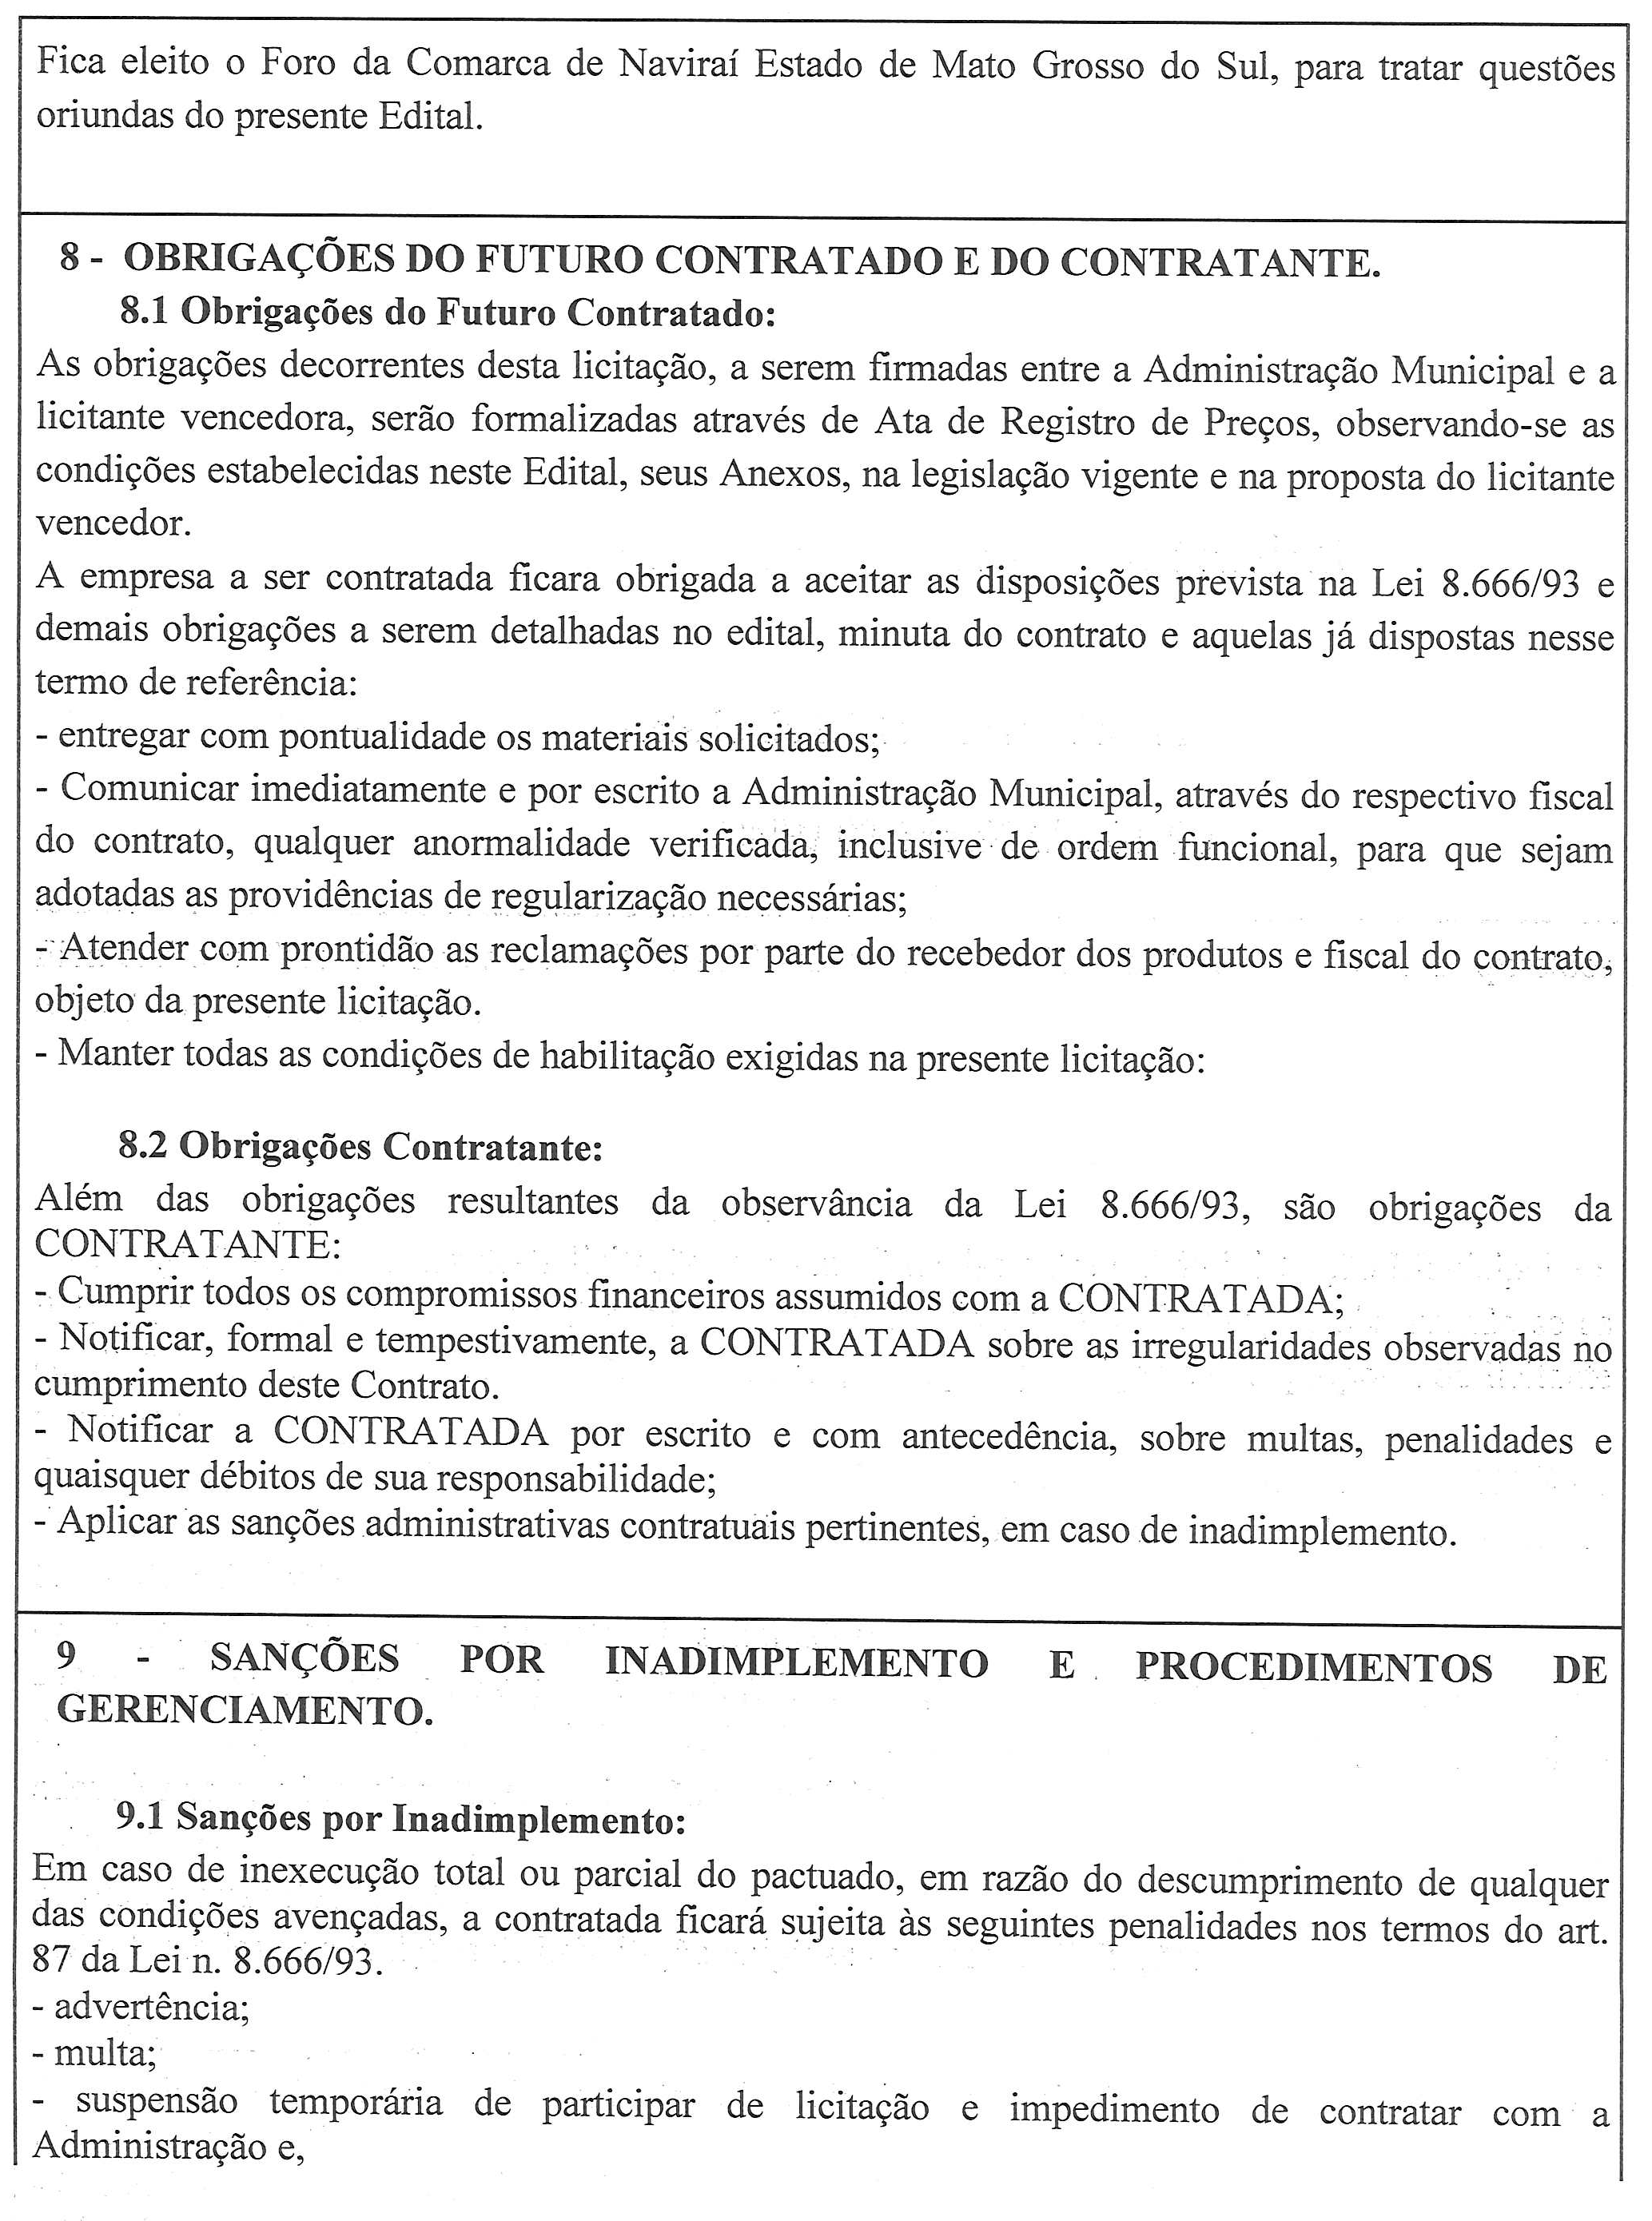 Fica eleito o Foro da Comarca de Naviraí Estado de Mato Grosso do Sul, para tratar questões
oriundas do presente Edital.
8 - OBRIGAÇÕES DO FUTURO CONTRATADO E DO CONTRATANTE.
8.1 Obrigações do Futuro Contratado:
As obrigações decorrentes desta licitação, a serem firmadas entre a Administração Municipal e a
licitante vencedora, serão formalizadas através de Ata de Registro de Preços, observando-se as
condições estabelecidas neste Edital, seus Anexos, na legislação vigente e na proposta do licitante
vencedor.
A empresa a ser contratada ficara obrigada a aceitar as disposições prevista na Lei 8.666/93 e
demais obrigações a serem detalhadas no edital, minuta do contrato e aquelas já dispostas nesse
termo de referência:
- entregar com pontualidade os materiais solicitados;
- Comunicar imediatamente e por escrito a Administração Municipal, através do respectivo fiscal
do contrato, qualquer anormalidade verificada, inclusive de ordem funcional, para que sejam
adotadas as providências de regularização necessárias;
- Atender com prontidão as reclamações por parte do recebedor dos produtos e fiscal do contrato,
objeto da presente licitação.
- Manter todas as condições de habilitação exigidas na presente licitação:
8.2 Obrigações Contratante:
Além das obrigações resultantes da observância da Lei 8.666/93, são obrigações da
CONTRATANTE:
- Cumprir todos os compromissos financeiros assumidos com a CONTRATADA;
- Notificar, formal e tempestivamente, a CONTRATADA sobre as irregularidades observadas no
cumprimento deste Contrato.
- Notificar a CONTRATADA por escrito e com antecedência, sobre multas, penalidades e
quaisquer débitos de sua responsabilidade;
- Aplicar as sanções administrativas contratuais pertinentes, em caso de inadimplemento.
9 - SANÇÕES POR INADIMPLEMENTO E PROCEDIMENTOS DE
GERENCIAMENTO.
9.1 Sanções por Inadimplemento:
Em caso de inexecução total ou parcial do pactuado, em razão do descumprimento de qualquer
das condições avençadas, a contratada ficará sujeita às seguintes penalidades nos termos do art.
87 da Lei n. 8.666/93.
- advertência;
- multa;
- suspensão temporária de participar de licitação e impedimento de contratar com a
Administração e,